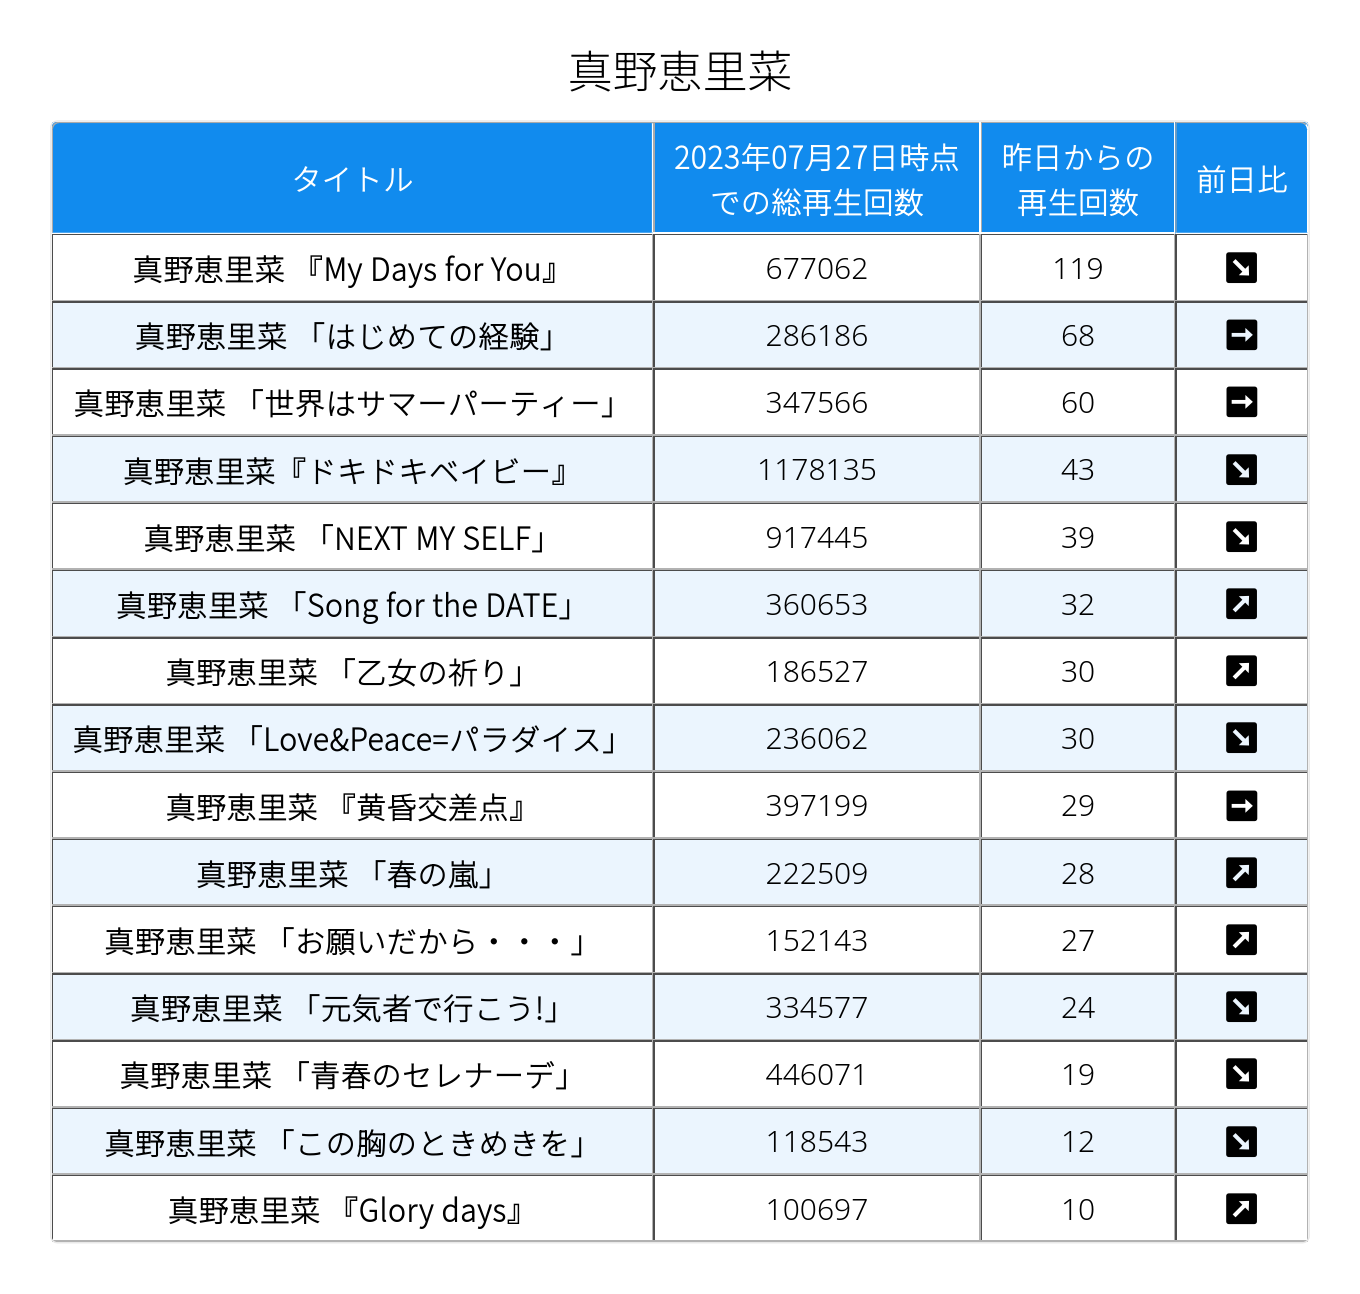 真野恵里菜
タイトル 2023年07月27日時点での総再生回数 昨日からの再生回数 前日比
真野恵里菜 『My Days for You』 677062 119 ↘
真野恵里菜 「はじめての経験」 286186 68 →
真野恵里菜 「世界はサマーパーティー」 347566 60 →
真野恵里菜『ドキドキベイビー』 1178135 43 ↘
真野恵里菜 「NEXT MY SELF」 917445 39 ↘
真野恵里菜 「Song for the DATE」 360653 32 ↗
真野恵里菜 「乙女の祈り」 186527 30 ↗
真野恵里菜 「Love&Peace=パラダイス」 236062 30 ↘
真野恵里菜 『黄昏交差点』 397199 29 →
真野恵里菜 「春の嵐」 222509 28 ↗
真野恵里菜 「お願いだから・・・」 152143 27 ↗
真野恵里菜 「元気者で行こう!」 334577 24 ↘
真野恵里菜 「青春のセレナーデ」 446071 19 ↘
真野恵里菜 「この胸のときめきを」 118543 12 ↘
真野恵里菜 『Glory days』 100697 10 ↗